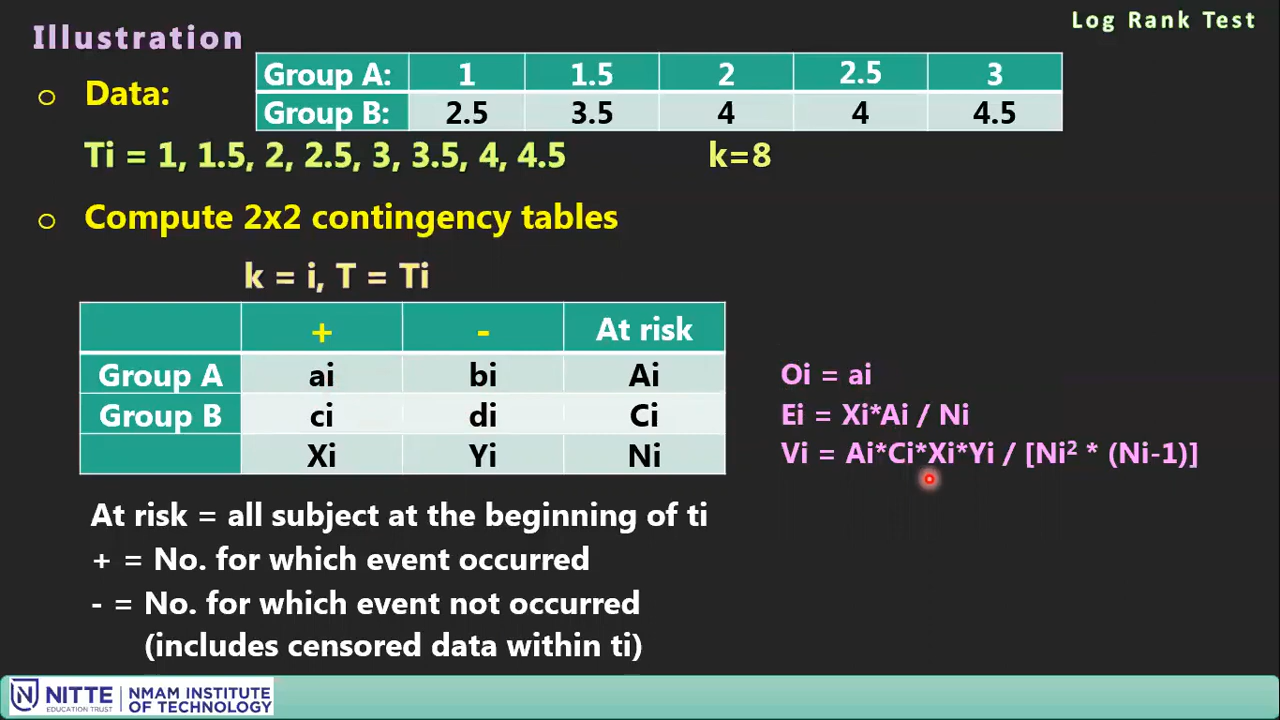 Log Rank Test
Illustration
o Data:
Group A: 1 1.5 2 2.5 3
Group B: 2.5 3.5 4 4 4.5
Ti = 1, 1.5, 2, 2.5, 3, 3.5, 4, 4.5 k=8
o Compute 2x2 contingency tables
k = i, T = Ti
+ - At risk
Group A ai bi Ai
Group B ci di Ci
Xi Yi Ni
Oi = ai
Ei = Xi*Ai / Ni
Vi = Ai*Ci*Xi*Yi / [Ni² * (Ni-1)]
At risk = all subject at the beginning of ti
+ = No. for which event occurred
- = No. for which event not occurred
(includes censored data within ti)
NITTE
EDUCATION TRUST
NMAM INSTITUTE
OF TECHNOLOGY